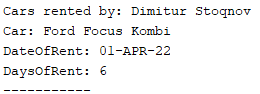 Cars rented by: Dimitur Stoqnov
Car: Ford Focus Kombi
DateOfRent: 01-APR-22
DaysOfRent: 6
-----------